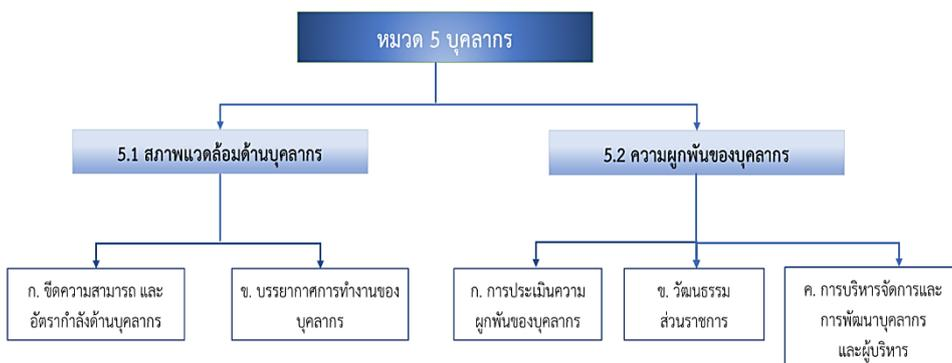 หมวด 5 บุคลากร
5.1 สภาพแวดล้อมด้านบุคลากร
5.2 ความผูกพันของบุคลากร
ก. ขีดความสามารถ และ
อัตรากำลังด้านบุคลากร
ข. บรรยากาศการทำงานของ
บุคลากร
ก. การประเมินความ
ผูกพันของบุคลากร
ข. วัฒนธรรม
ส่วนราชการ
ค. การบริหารจัดการและ
การพัฒนาบุคลากร
และผู้บริหาร